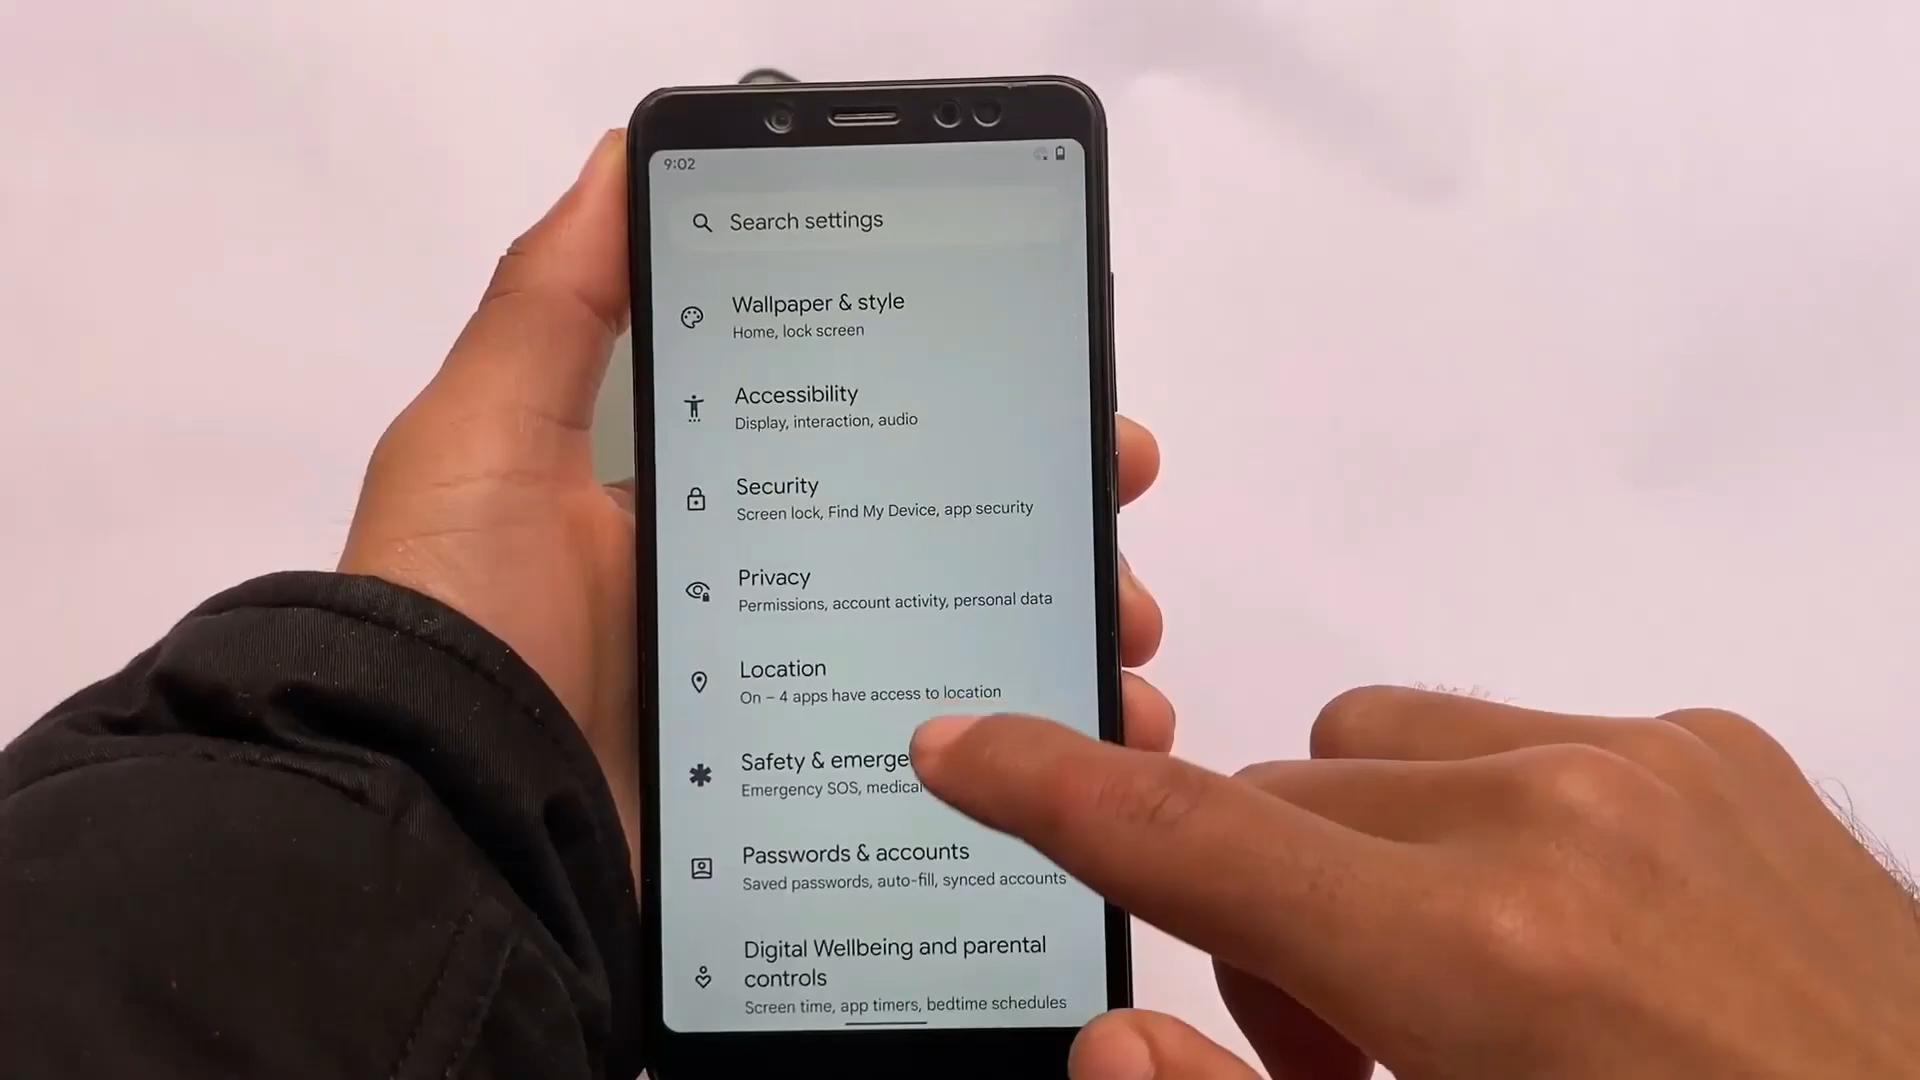 9:02
Search settings
Wallpaper & style
Home, lock screen
Accessibility
Display, interaction, audio
Security
Screen lock, Find My Device, app security
Privacy
Permissions, account activity, personal data
Location
On – 4 apps have access to location
Safety & emerge
Emergency SOS, medical
Passwords & accounts
Saved passwords, auto-fill, synced accounts
Digital Wellbeing and parental
controls
Screen time, app timers, bedtime schedules